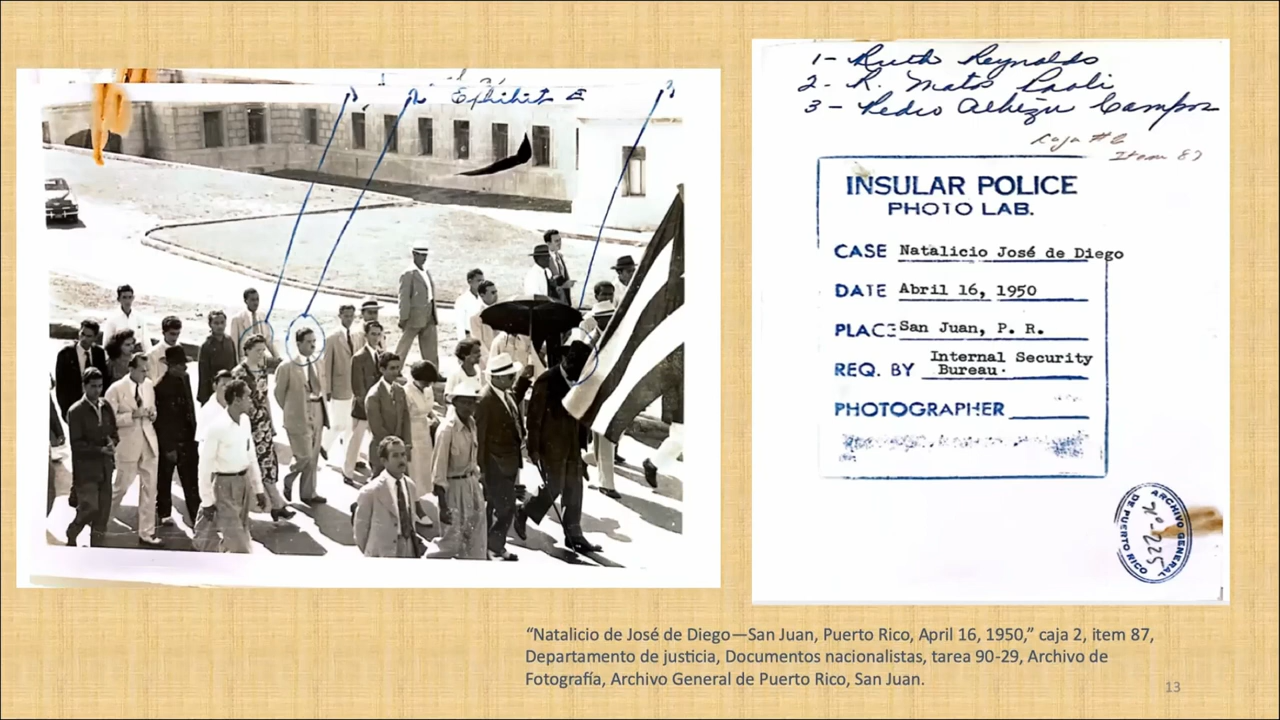 Exhibit E
1- Ruth Reynolds
2- R. Matos Paoli
3- Pedro Albizu Campos
Caja #2
Item 87
INSULAR POLICE
PHOTO LAB.
CASE Natalicio José de Diego
DATE Abril 16, 1950
PLACE San Juan, P. R.
REQ. BY Internal Security
Bureau.
PHOTOGRAPHER
ARCHIVO GENERAL
DE PUERTO RICO
“Natalicio de José de Diego—San Juan, Puerto Rico, April 16, 1950,” caja 2, item 87,
Departamento de justicia, Documentos nacionalistas, tarea 90-29, Archivo de
Fotografía, Archivo General de Puerto Rico, San Juan.
13